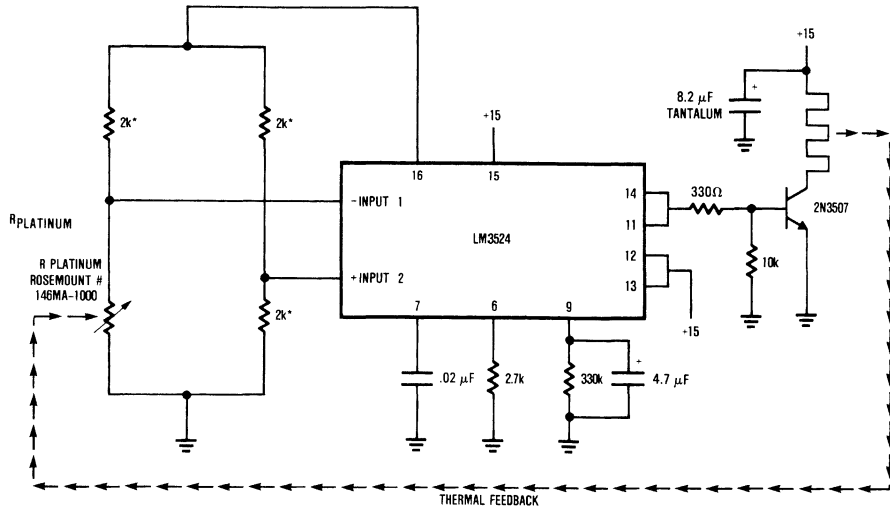 +15
8.2 µF
TANTALUM
2k*
2k*
+15
16
15
– INPUT 1
14
330Ω
2N3507
R PLATINUM
LM3524
11
R PLATINUM
ROSEMOUNT #
146MA-1000
+ INPUT 2
12
10k
13
2k*
7
6
9
+15
.02 µF
2.7k
330k
4.7 µF
THERMAL FEEDBACK